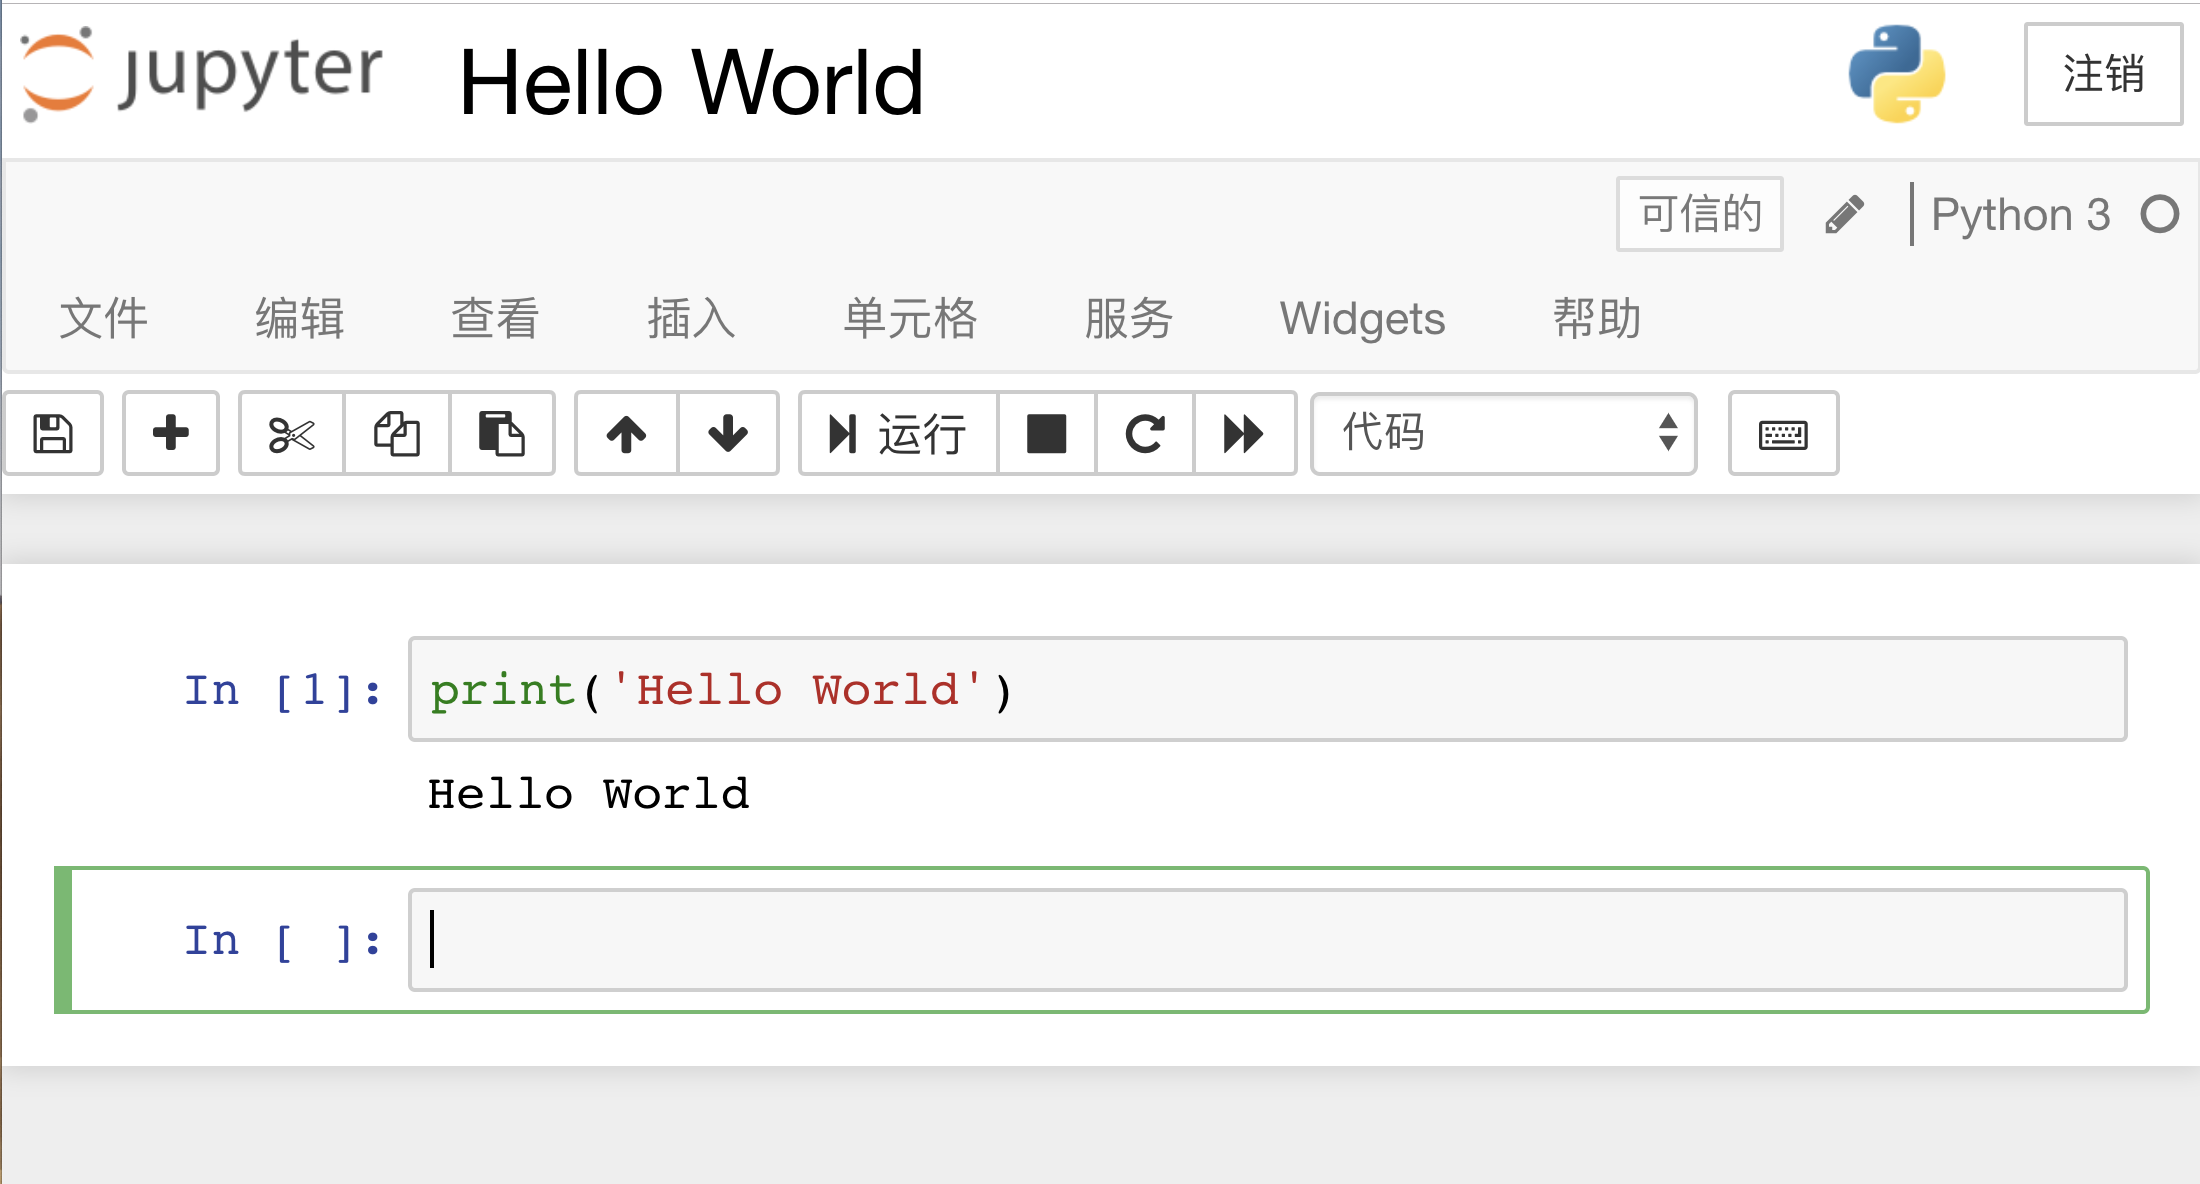 jupyter Hello World 注销
可信的 Python 3
文件 编辑 查看 插入 单元格 服务 Widgets 帮助
运行 代码
In [1]: print('Hello World')
Hello World
In [ ]: